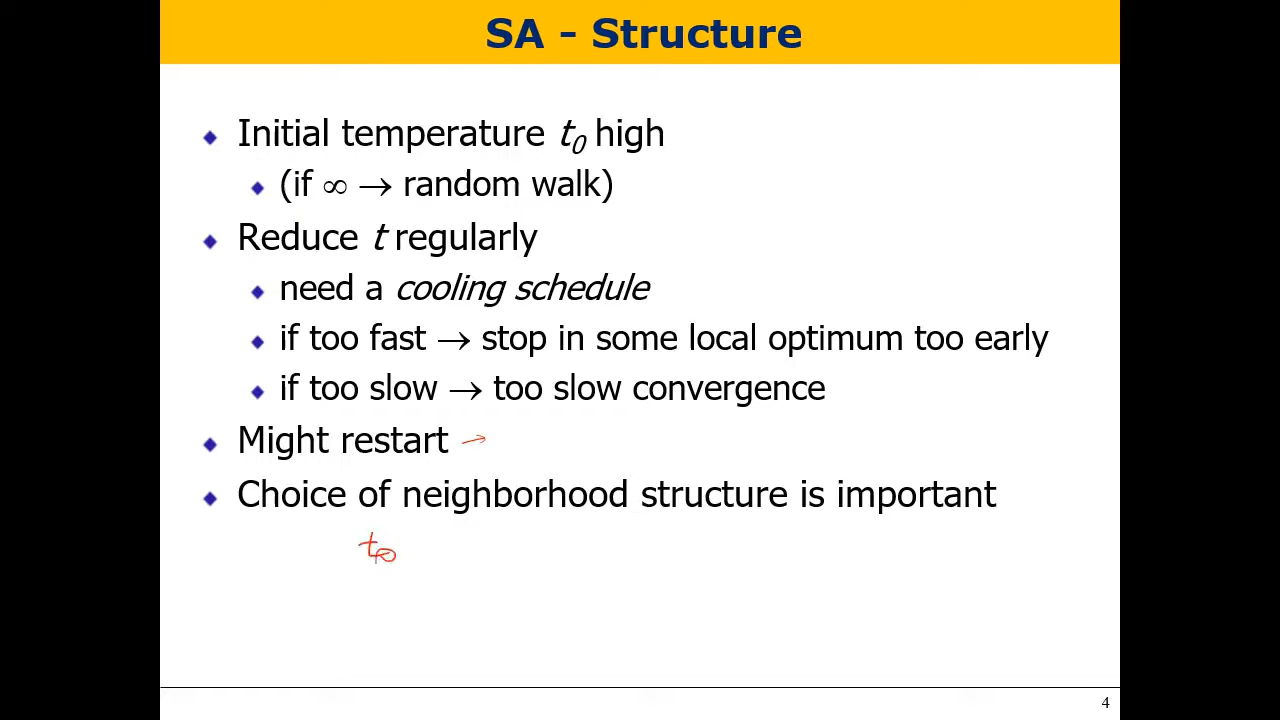 SA - Structure
Initial temperature t0 high
(if ∞ → random walk)
Reduce t regularly
need a cooling schedule
if too fast → stop in some local optimum too early
if too slow → too slow convergence
Might restart →
Choice of neighborhood structure is important
t0
4